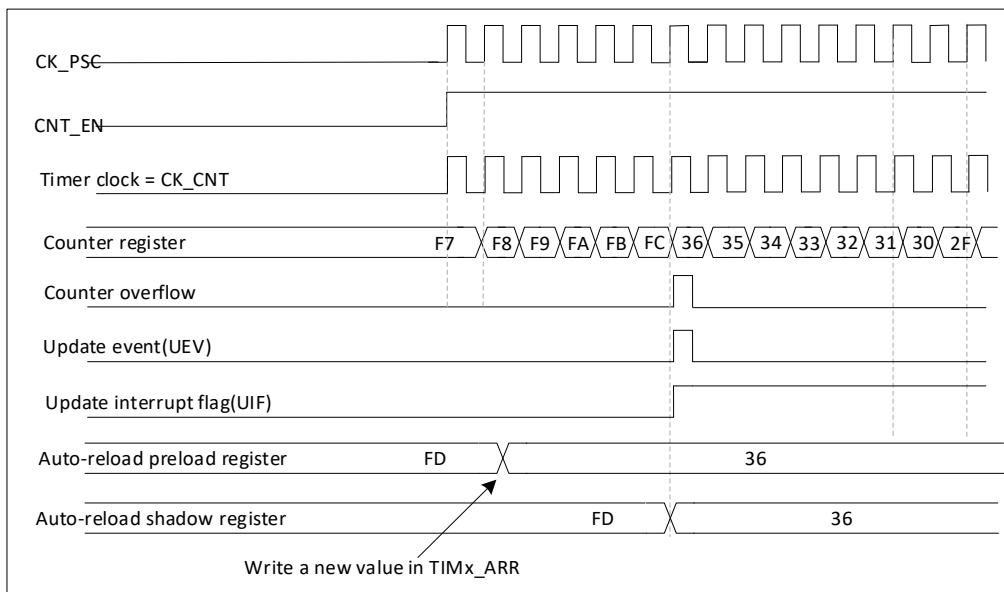 CK_PSC
CNT_EN
Timer clock = CK_CNT
Counter register F7 F8 F9 FA FB FC 36 35 34 33 32 31 30 2F
Counter overflow
Update event(UEV)
Update interrupt flag(UIF)
Auto-reload preload register FD 36
Auto-reload shadow register FD 36
Write a new value in TIMx_ARR